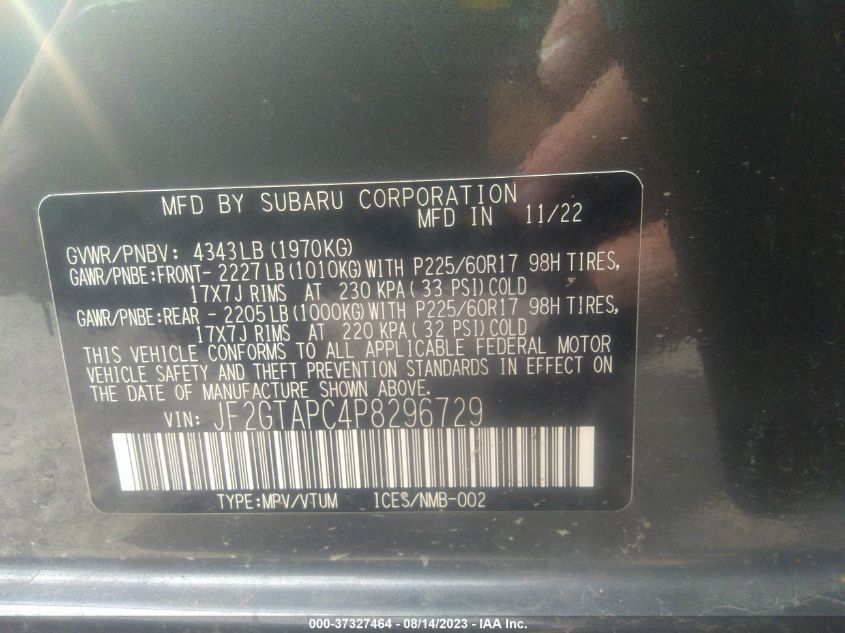 MFD BY SUBARU CORPORATION
MFD IN 11/22
GVWR/PNBV: 4343LB (1970KG)
GAWR/PNBE:FRONT- 2227LB (1010KG) WITH P225/60R17 98H TIRES,
17X7J RIMS AT 230 KPA ( 33 PSI) COLD
GAWR/PNBE:REAR - 2205LB (1000KG) WITH P225/60R17 98H TIRES,
17X7J RIMS AT 220 KPA ( 32 PSI) COLD
THIS VEHICLE CONFORMS TO ALL APPLICABLE FEDERAL MOTOR
VEHICLE SAFETY AND THEFT PREVENTION STANDARDS IN EFFECT ON
THE DATE OF MANUFACTURE SHOWN ABOVE.
VIN: JF2GTAPC4P8296729
TYPE:MPV/VTUM ICES/NMB-002
000-37327464 - 08/14/2023 - IAA Inc.